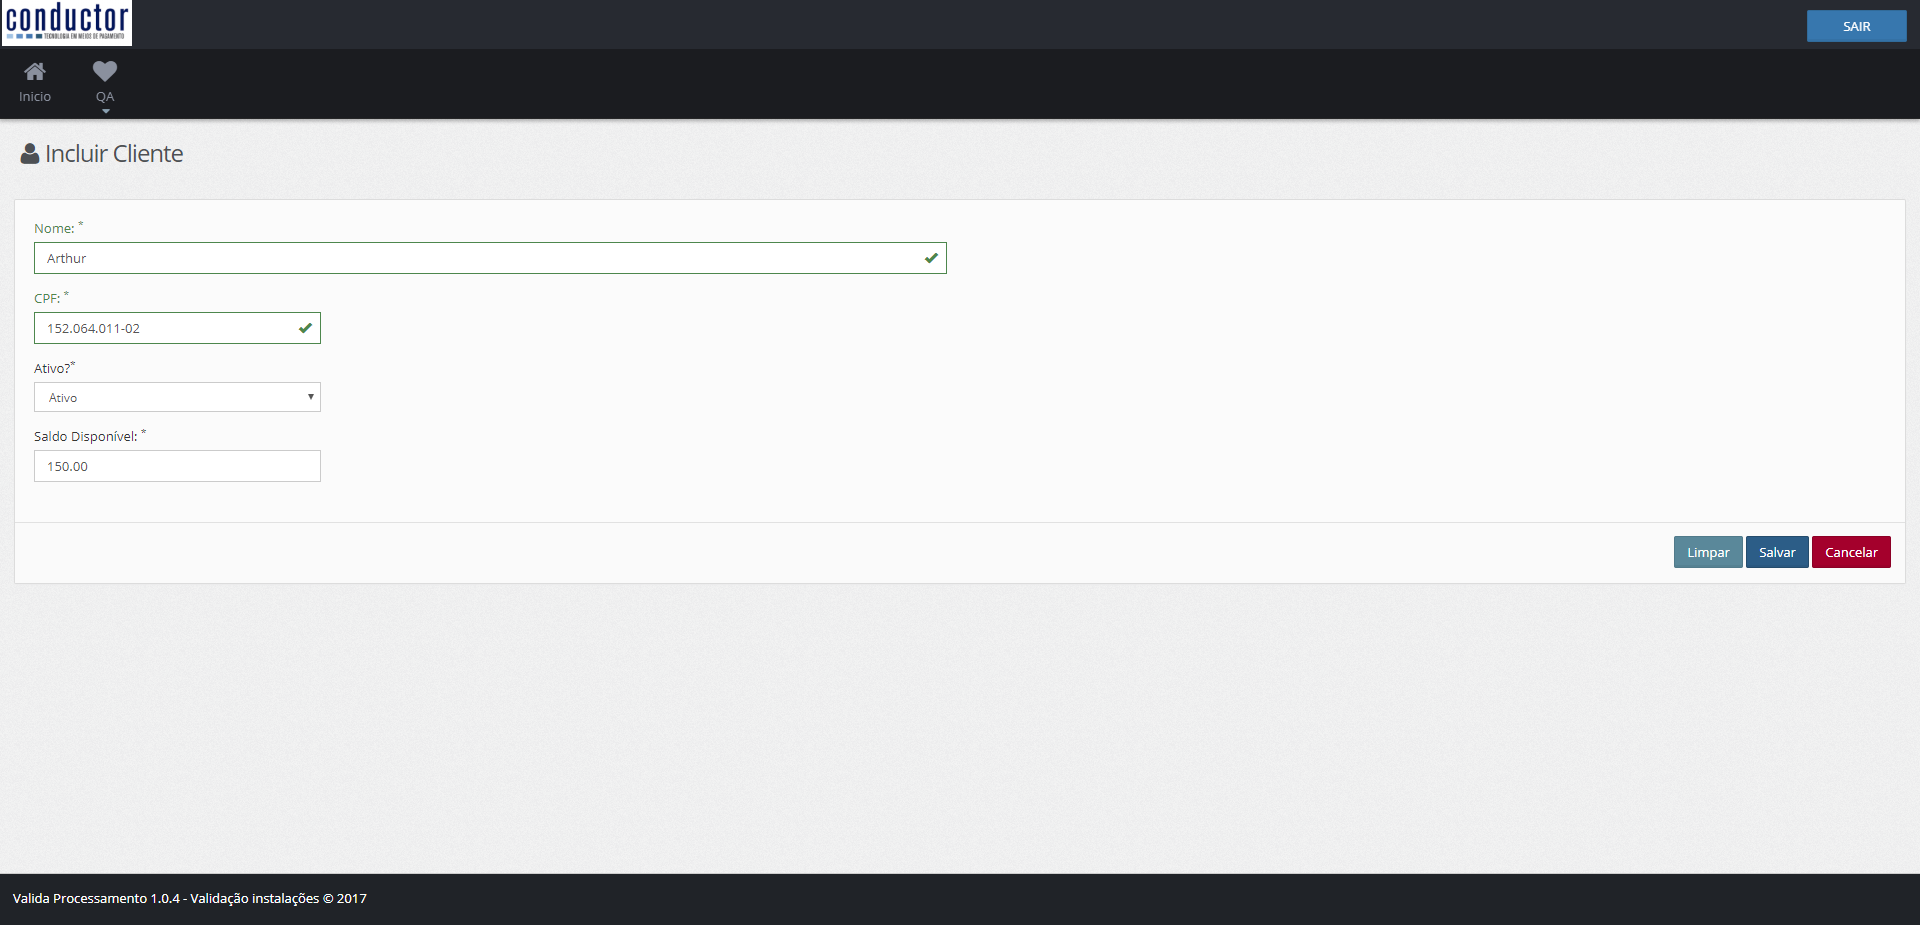 conductor
TECNOLOGIA EM MEIOS DE PAGAMENTO
SAIR
Inicio
QA
Incluir Cliente
Nome: *
Arthur
CPF: *
152.064.011-02
Ativo?*
Ativo
Saldo Disponível: *
150.00
Limpar
Salvar
Cancelar
Valida Processamento 1.0.4 - Validação instalações © 2017